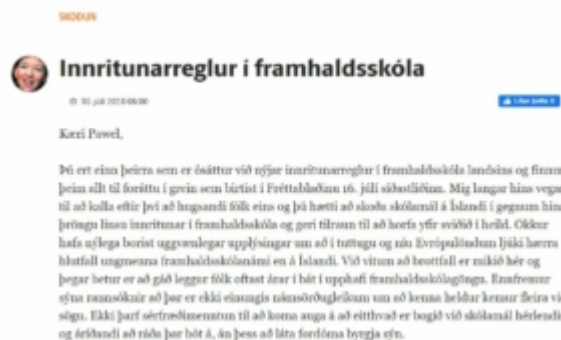 SKOÐUN
Innritunarreglur í framhaldsskóla
30. júlí 2010 06:00
Kæri Pawel,
Þú ert einn þeirra sem er ósáttur við nýjar innritunarreglur í framhaldsskóla landsins og finnur
þeim allt til foráttu í grein sem birtist í Fréttablaðinu 16. júlí síðastliðinn. Mig langar hins vegar
til að kalla eftir því að hugsandi fólk eins og þú hætti að skoða skólamál á Íslandi í gegnum hina
þröngu linsu innritunar í framhaldsskóla og geri tilraun til að horfa yfir sviðið í heild. Okkur
hafa nýlega borist uggvænlegar upplýsingar um að í tuttugu og níu Evrópulöndum ljúki hærra
hlutfall ungmenna framhaldsskólanámi en á Íslandi. Við vitum að brottfall er mikið hér og
þegar betur er að gáð leggur fólk oftast árar í bát í upphafi framhaldsskólagöngu. Ennfremur
sýna rannsóknir að þar er ekki einungis námsörðugleikum um að kenna heldur kemur fleira við
sögu. Ekki þarf sérfræðimenntun til að koma auga á að eitthvað er bogið við skólamál hérlendis
og áríðandi að ráða þar bót á, án þess að láta fordóma byrgja sýn.